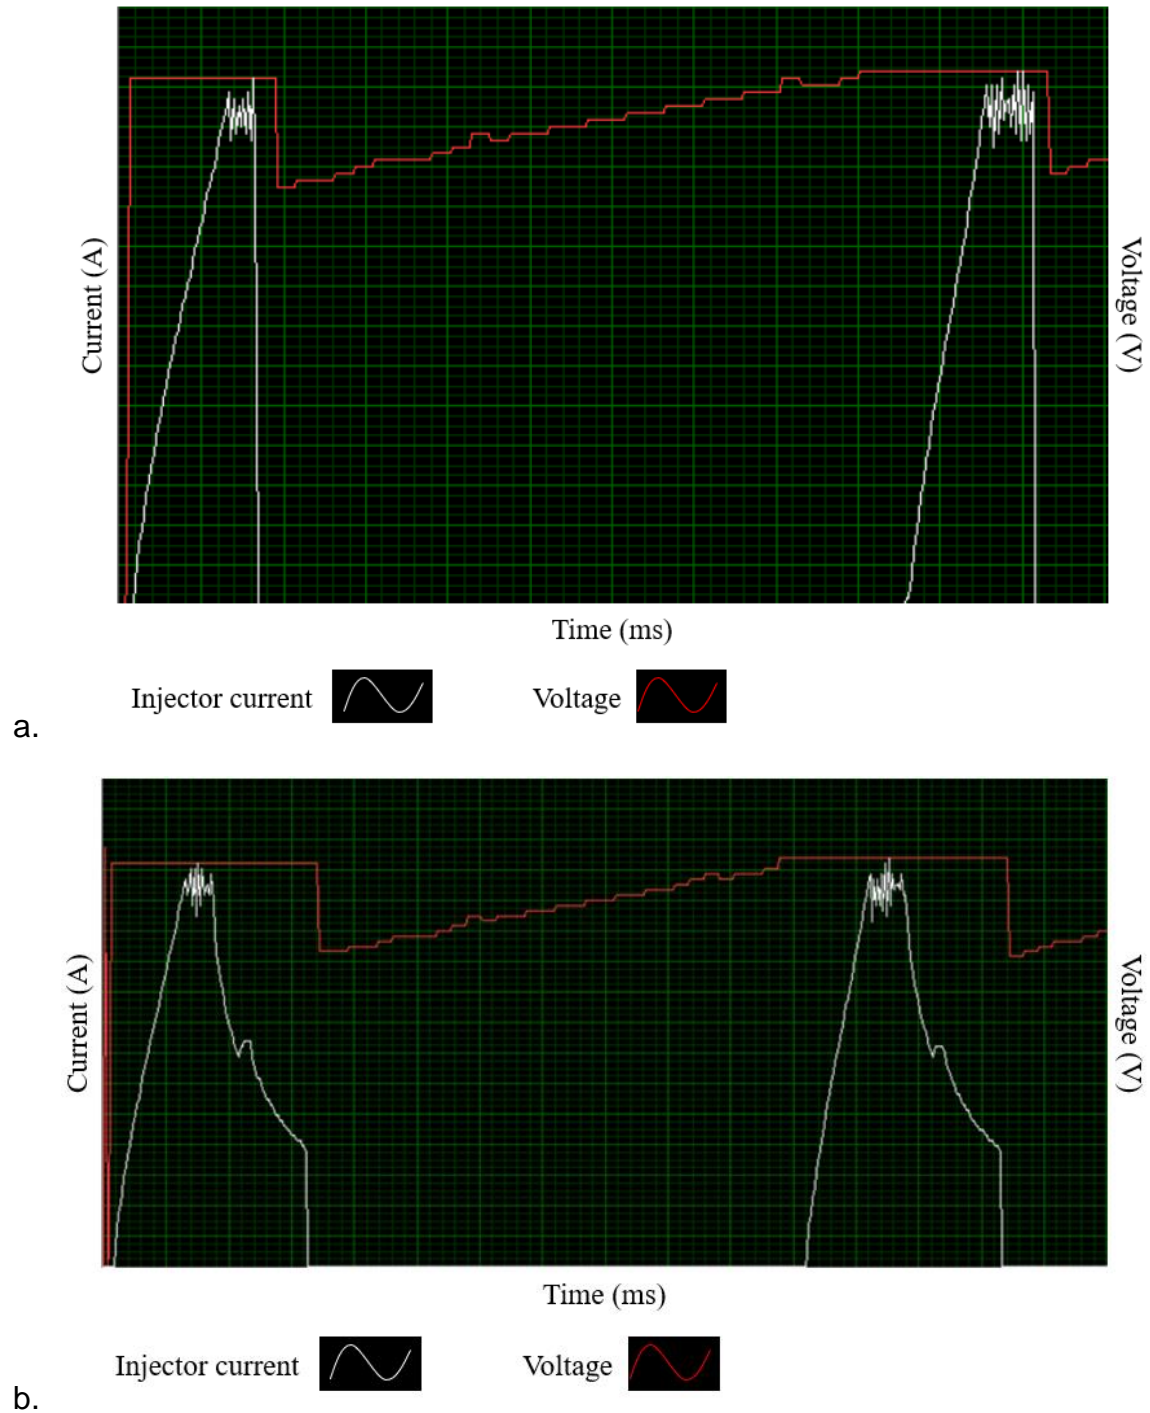 Current (A)
Voltage (V)
Time (ms)
Injector current
Voltage
a.
Current (A)
Voltage (V)
Time (ms)
Injector current
Voltage
b.